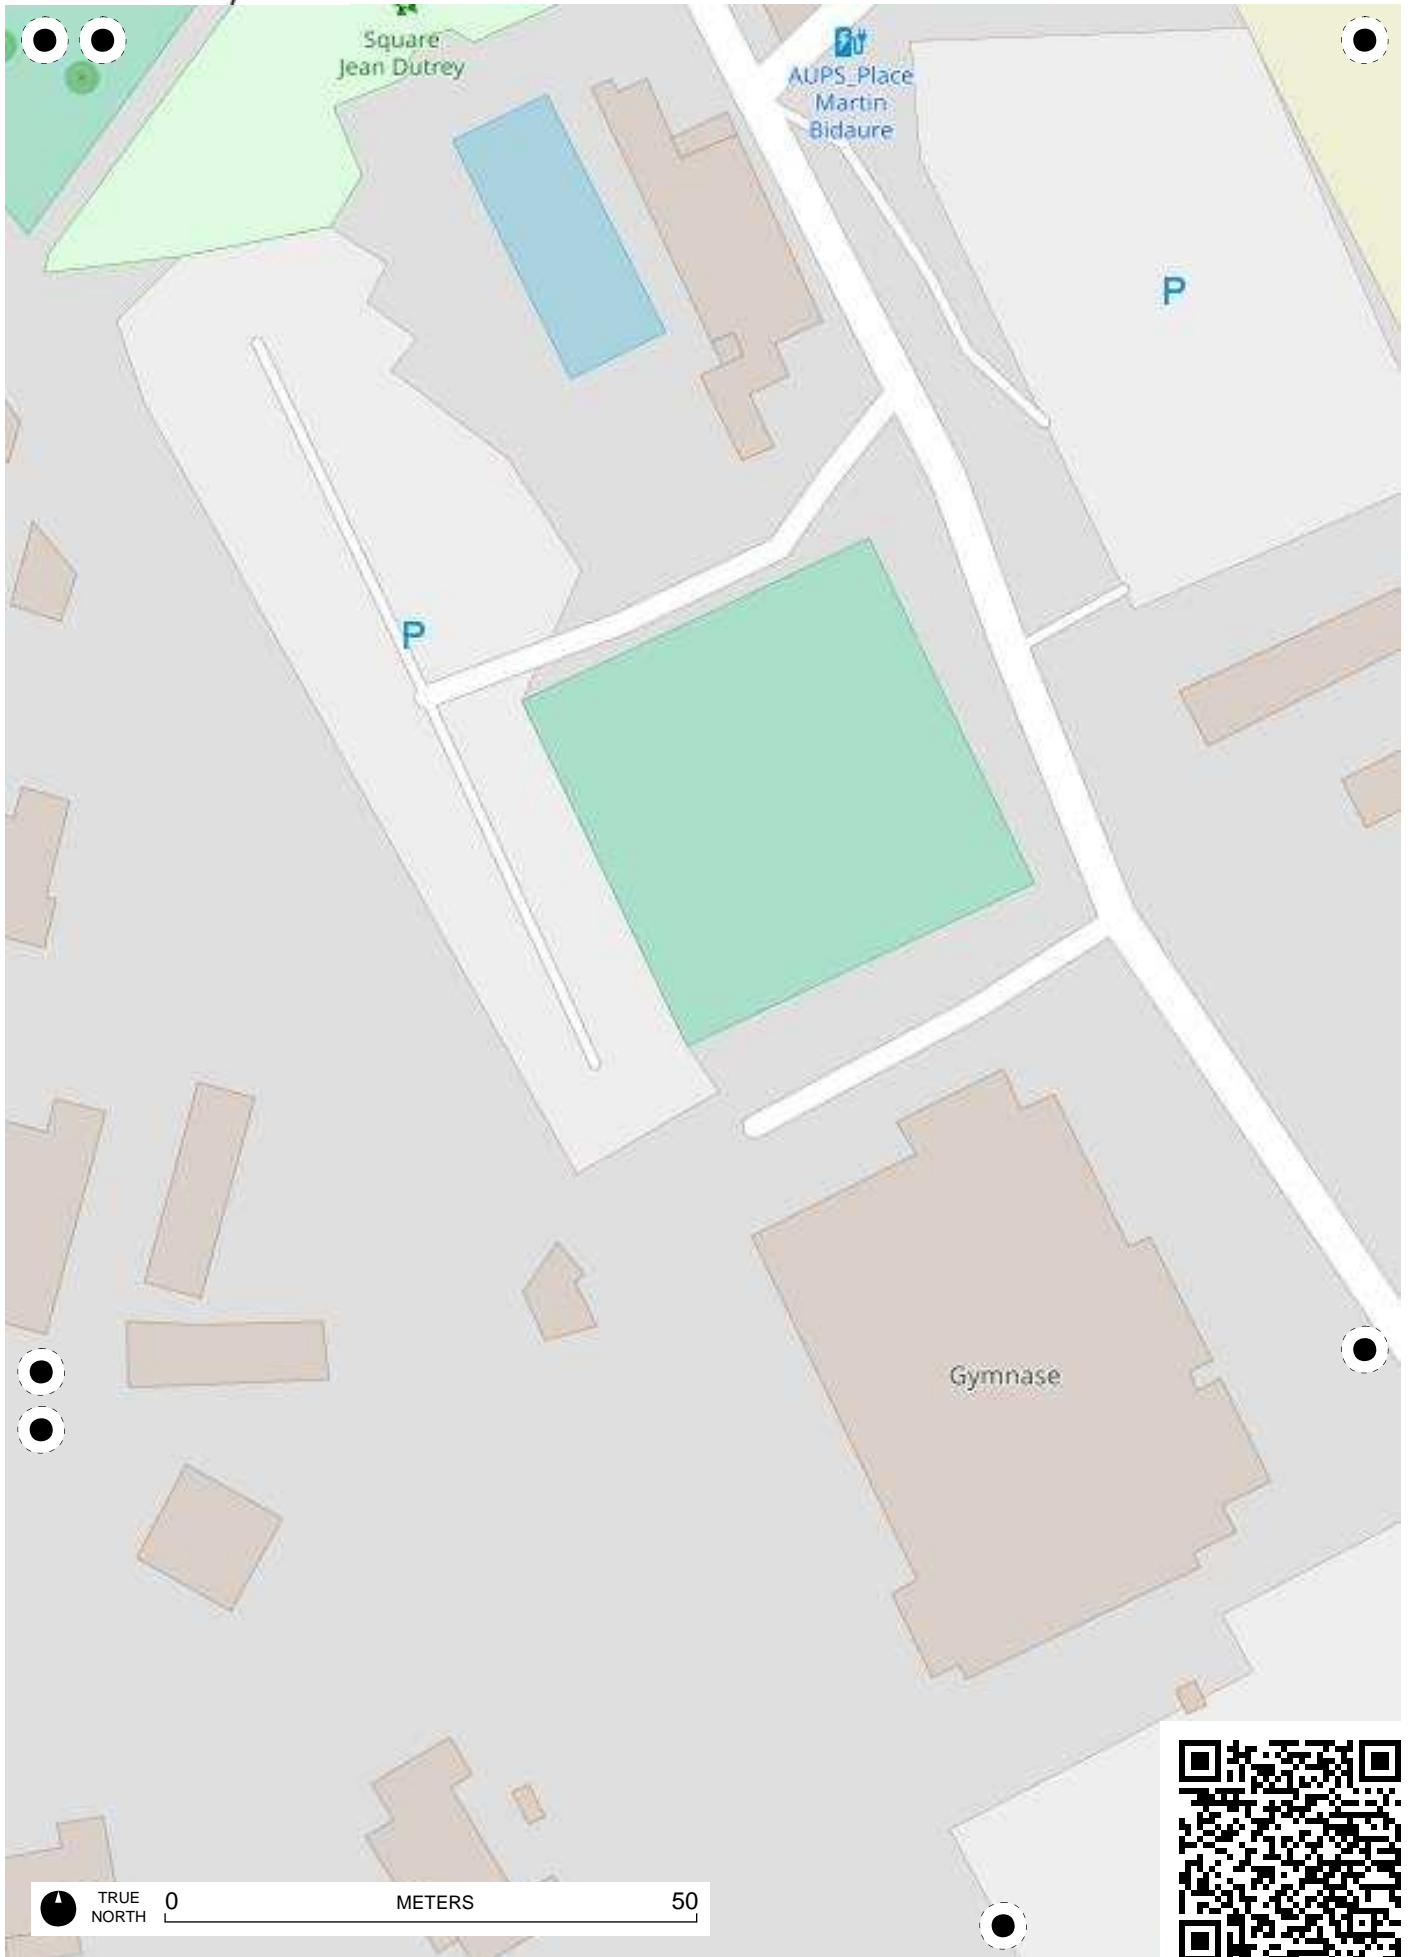 Square
Jean Dutrey
AUPS_Place
Martin
Bidaure
P
P
Gymnase
TRUE
NORTH
0
METERS
50